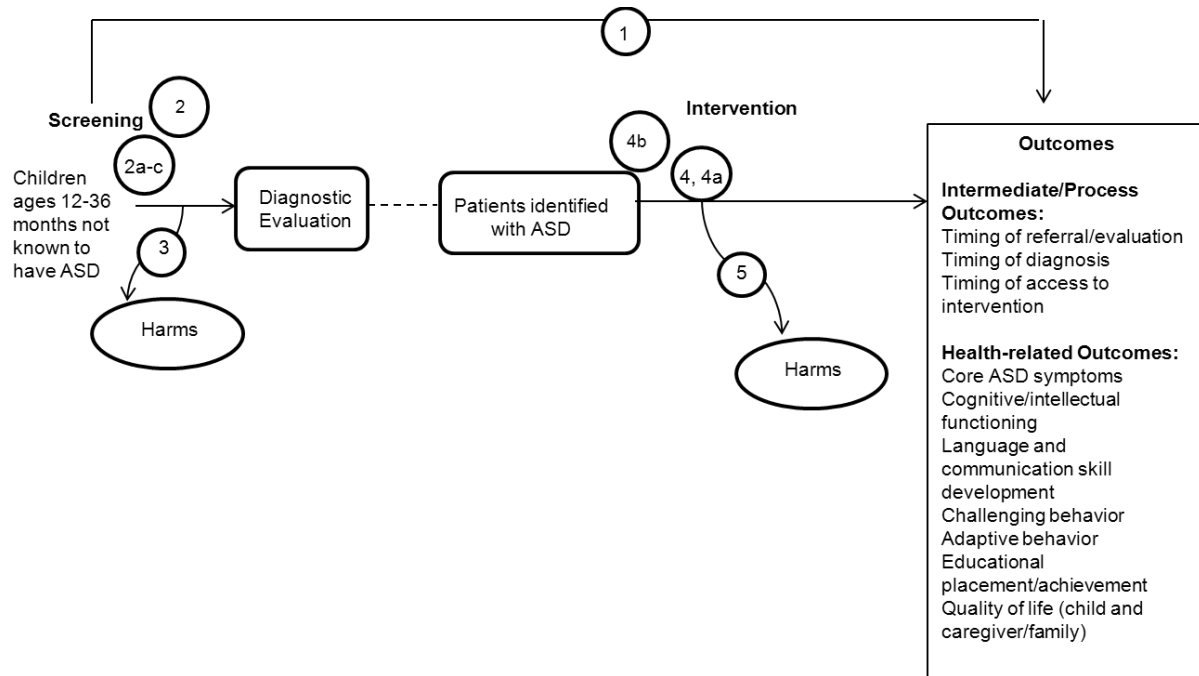 1
Screening
2
2a-c
Children
ages 12-36
months not
known to
have ASD
3
Harms
Diagnostic
Evaluation
Patients identified
with ASD
Intervention
4b
4, 4a
5
Harms
Outcomes
Intermediate/Process
Outcomes:
Timing of referral/evaluation
Timing of diagnosis
Timing of access to
intervention
Health-related Outcomes:
Core ASD symptoms
Cognitive/intellectual
functioning
Language and
communication skill
development
Challenging behavior
Adaptive behavior
Educational
placement/achievement
Quality of life (child and
caregiver/family)